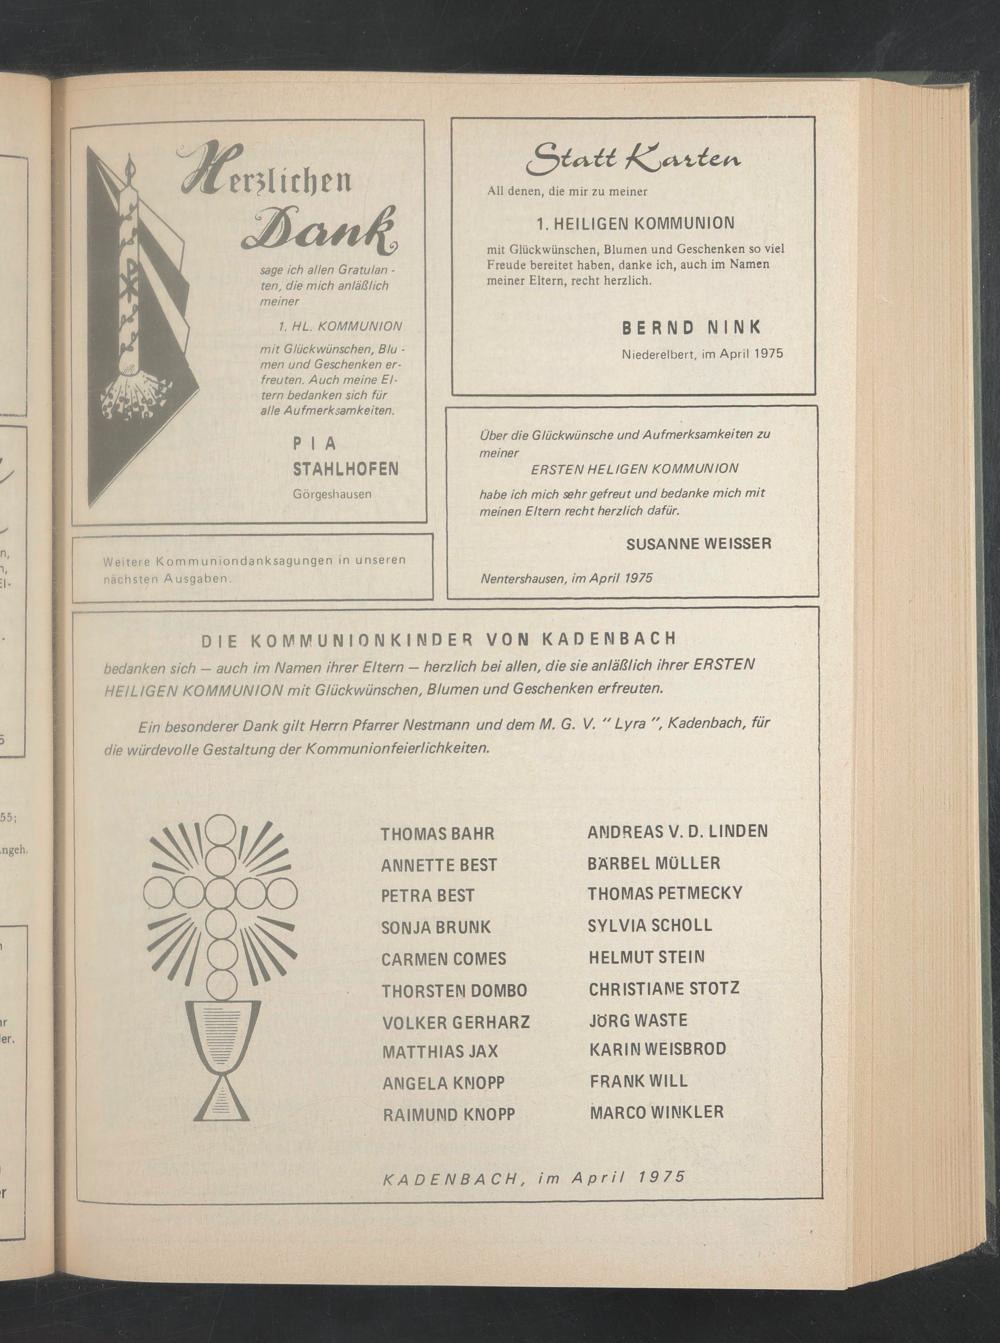 Herzlichen
Dank
sage ich allen Gratulan -
ten, die mich anläßlich
meiner
1. HL. KOMMUNION
mit Glückwünschen, Blu -
men und Geschenken er-
freuten. Auch meine El-
tern bedanken sich für
alle Aufmerksamkeiten.
PIA
STAHLHOFEN
Görgeshausen
Weitere Kommuniondanksagungen in unseren
nächsten Ausgaben.
Statt Karten
All denen, die mir zu meiner
1. HEILIGEN KOMMUNION
mit Glückwünschen, Blumen und Geschenken so viel
Freude bereitet haben, danke ich, auch im Namen
meiner Eltern, recht herzlich.
BERND NINK
Niederelbert, im April 1975
Über die Glückwünsche und Aufmerksamkeiten zu
meiner
ERSTEN HELIGEN KOMMUNION
habe ich mich sehr gefreut und bedanke mich mit
meinen Eltern recht herzlich dafür.
SUSANNE WEISSER
Nentershausen, im April 1975
DIE KOMMUNIONKINDER VON KADENBACH
bedanken sich — auch im Namen ihrer Eltern — herzlich bei allen, die sie anläßlich ihrer ERSTEN
HEILIGEN KOMMUNION mit Glückwünschen, Blumen und Geschenken erfreuten.
Ein besonderer Dank gilt Herrn Pfarrer Nestmann und dem M. G. V. “ Lyra ”, Kadenbach, für
die würdevolle Gestaltung der Kommunionfeierlichkeiten.
THOMAS BAHR
ANNETTE BEST
PETRA BEST
SONJA BRUNK
CARMEN COMES
THORSTEN DOMBO
VOLKER GERHARZ
MATTHIAS JAX
ANGELA KNOPP
RAIMUND KNOPP
ANDREAS V. D. LINDEN
BÄRBEL MÜLLER
THOMAS PETMECKY
SYLVIA SCHOLL
HELMUT STEIN
CHRISTIANE STOTZ
JÖRG WASTE
KARIN WEISBROD
FRANK WILL
MARCO WINKLER
KADENBACH, im April 1975